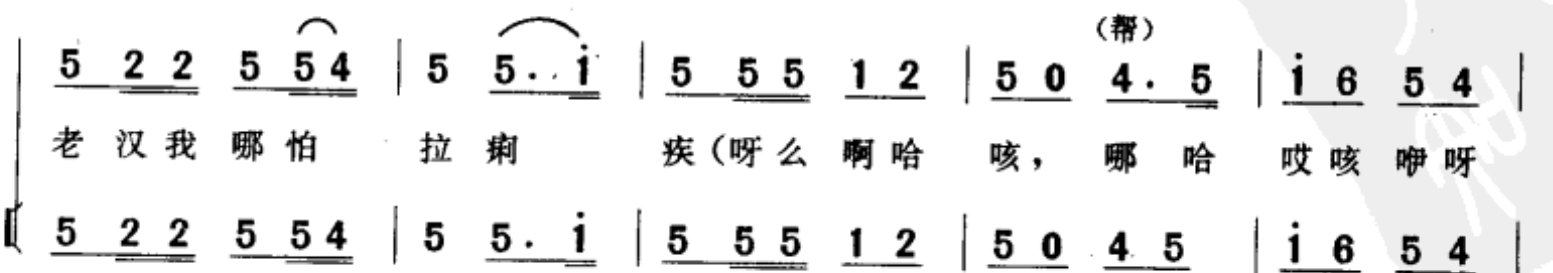 (帮)
5 2 2 5 5 4 | 5 5. . i | 5 5 5 1 2 | 5 0 4 . 5 | i 6 5 4 |
老 汉 我 哪 怕 拉 痢 疾 (呀 么 啊 哈 咳， 哪 哈 哎 咳 咿 呀
5 2 2 5 5 4 | 5 5 . i | 5 5 5 1 2 | 5 0 4 5 | i 6 5 4 |